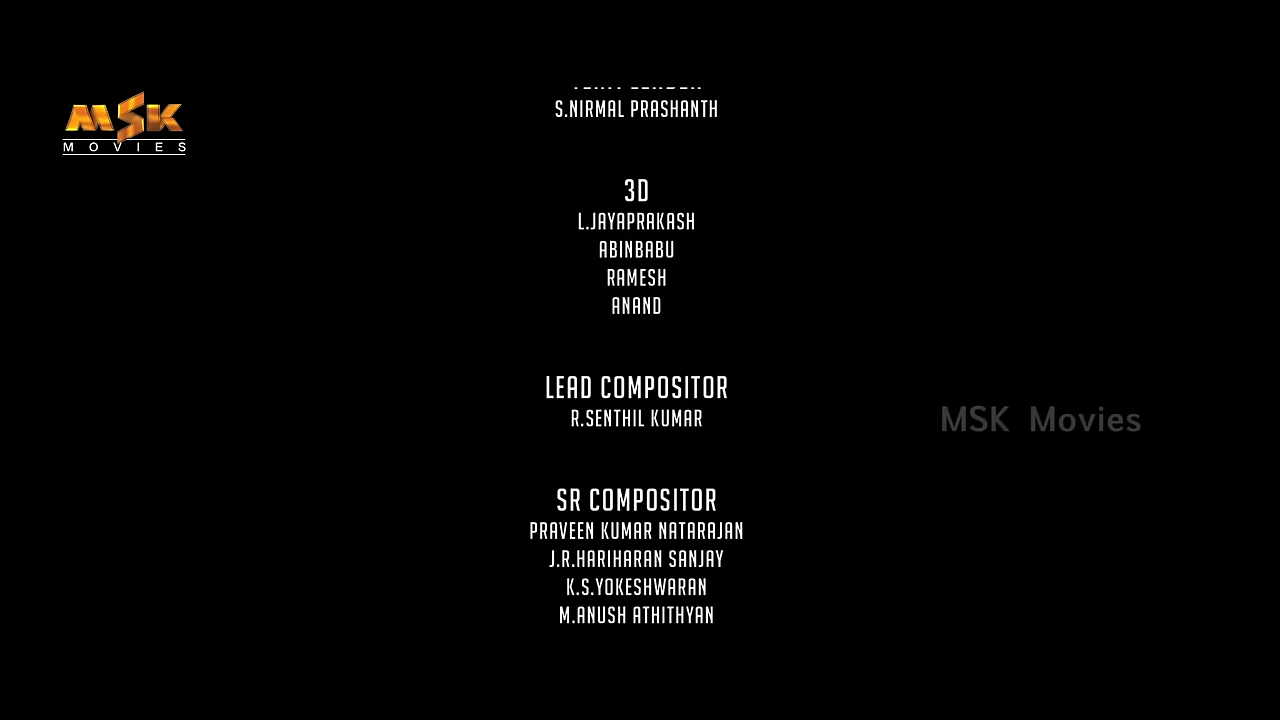 MSK
MOVIES
S.NIRMAL PRASHANTH
3D
L.JAYAPRAKASH
ABINBABU
RAMESH
ANAND
LEAD COMPOSITOR
R.SENTHIL KUMAR
MSK Movies
SR COMPOSITOR
PRAVEEN KUMAR NATARAJAN
J.R.HARIHARAN SANJAY
K.S.YOKESHWARAN
M.ANUSH ATHITHYAN